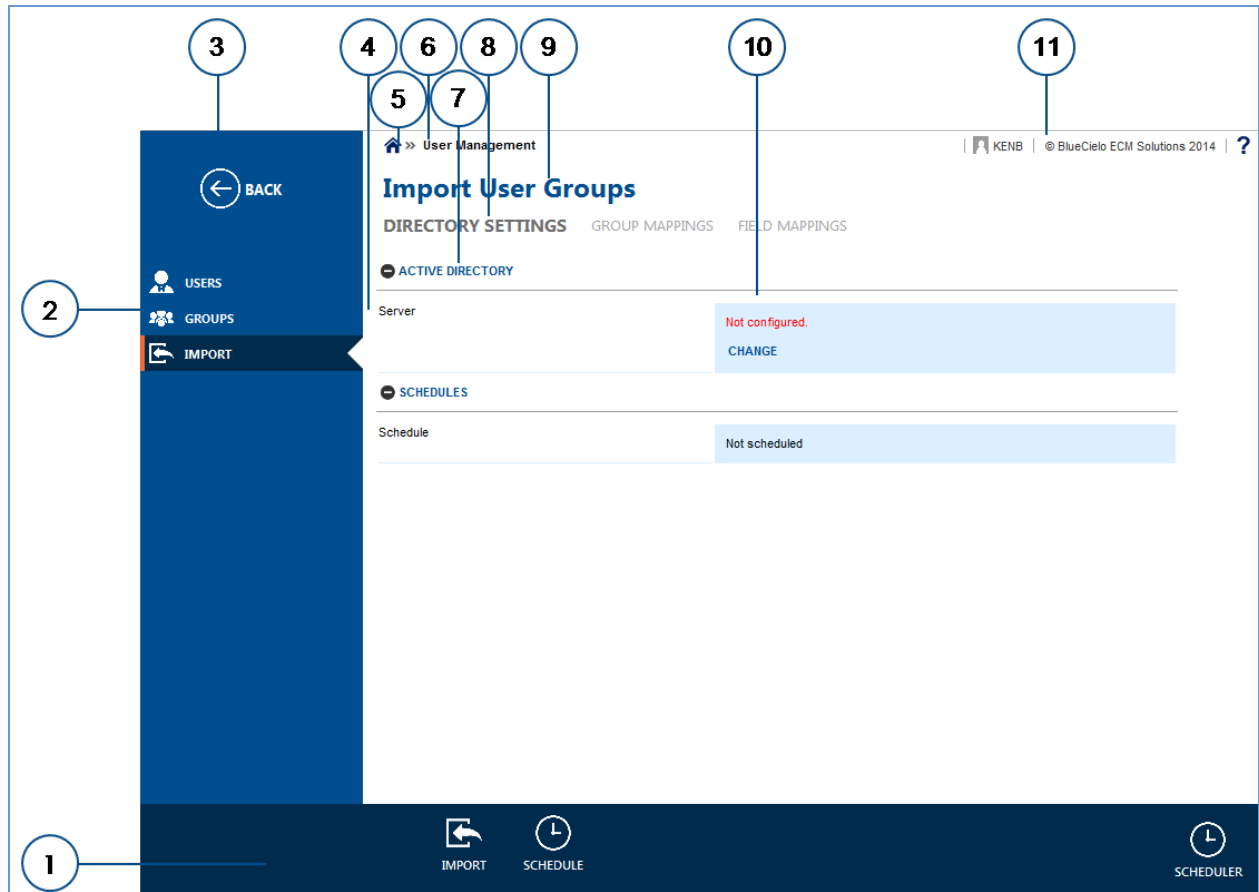 3 4 6 8 9 10 11
5 7
» User Management
KENB | © BlueCielo ECM Solutions 2014 | ?
BACK
Import User Groups
DIRECTORY SETTINGS GROUP MAPPINGS FIELD MAPPINGS
ACTIVE DIRECTORY
USERS
2
Server
GROUPS
Not configured.
IMPORT
CHANGE
SCHEDULES
Schedule
Not scheduled
1
IMPORT SCHEDULE SCHEDULER